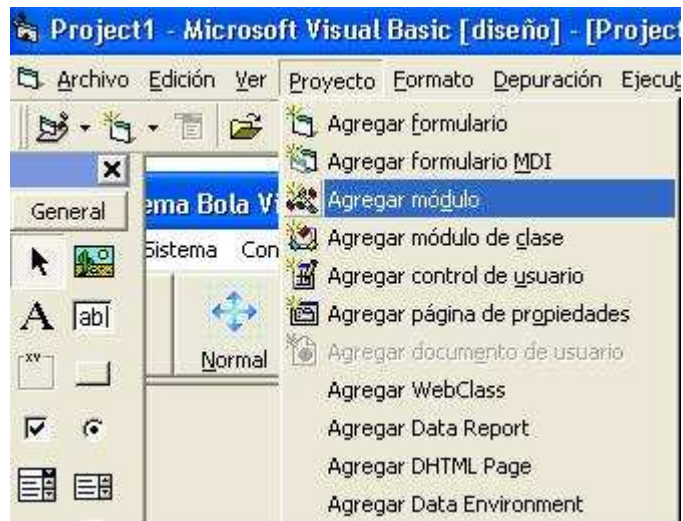 Project1 - Microsoft Visual Basic [diseño] - [Project
Archivo Edición Ver Proyecto Formato Depuración Ejecut
Agregar formulario
Agregar formulario MDI
General
ema Bola Vi
Agregar módulo
Sistema Con
Agregar módulo de clase
Agregar control de usuario
A ab|
Agregar página de propiedades
xv
Normal
Agregar documento de usuario
Agregar WebClass
Agregar Data Report
Agregar DHTML Page
Agregar Data Environment